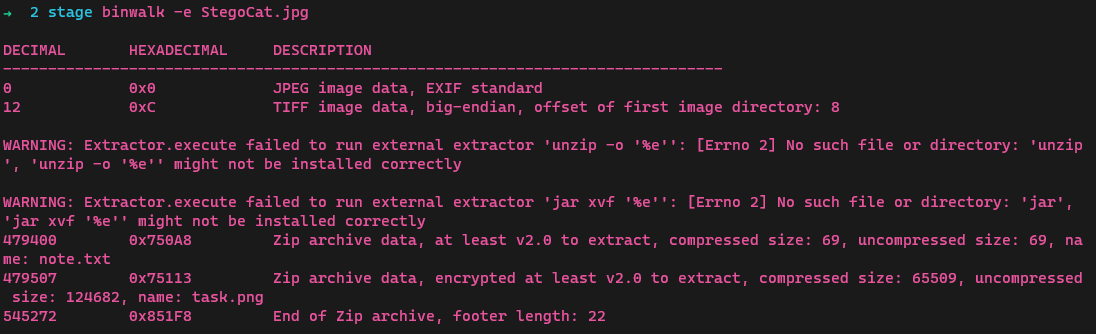 →  2 stage binwalk -e StegoCat.jpg
DECIMAL       HEXADECIMAL     DESCRIPTION
--------------------------------------------------------------------------------
0             0x0             JPEG image data, EXIF standard
12            0xC             TIFF image data, big-endian, offset of first image directory: 8
WARNING: Extractor.execute failed to run external extractor 'unzip -o '%e'': [Errno 2] No such file or directory: 'unzip
', 'unzip -o '%e'' might not be installed correctly
WARNING: Extractor.execute failed to run external extractor 'jar xvf '%e'': [Errno 2] No such file or directory: 'jar',
'jar xvf '%e'' might not be installed correctly
479400        0x750A8         Zip archive data, at least v2.0 to extract, compressed size: 69, uncompressed size: 69, na
me: note.txt
479507        0x75113         Zip archive data, encrypted at least v2.0 to extract, compressed size: 65509, uncompressed
 size: 124682, name: task.png
545272        0x851F8         End of Zip archive, footer length: 22